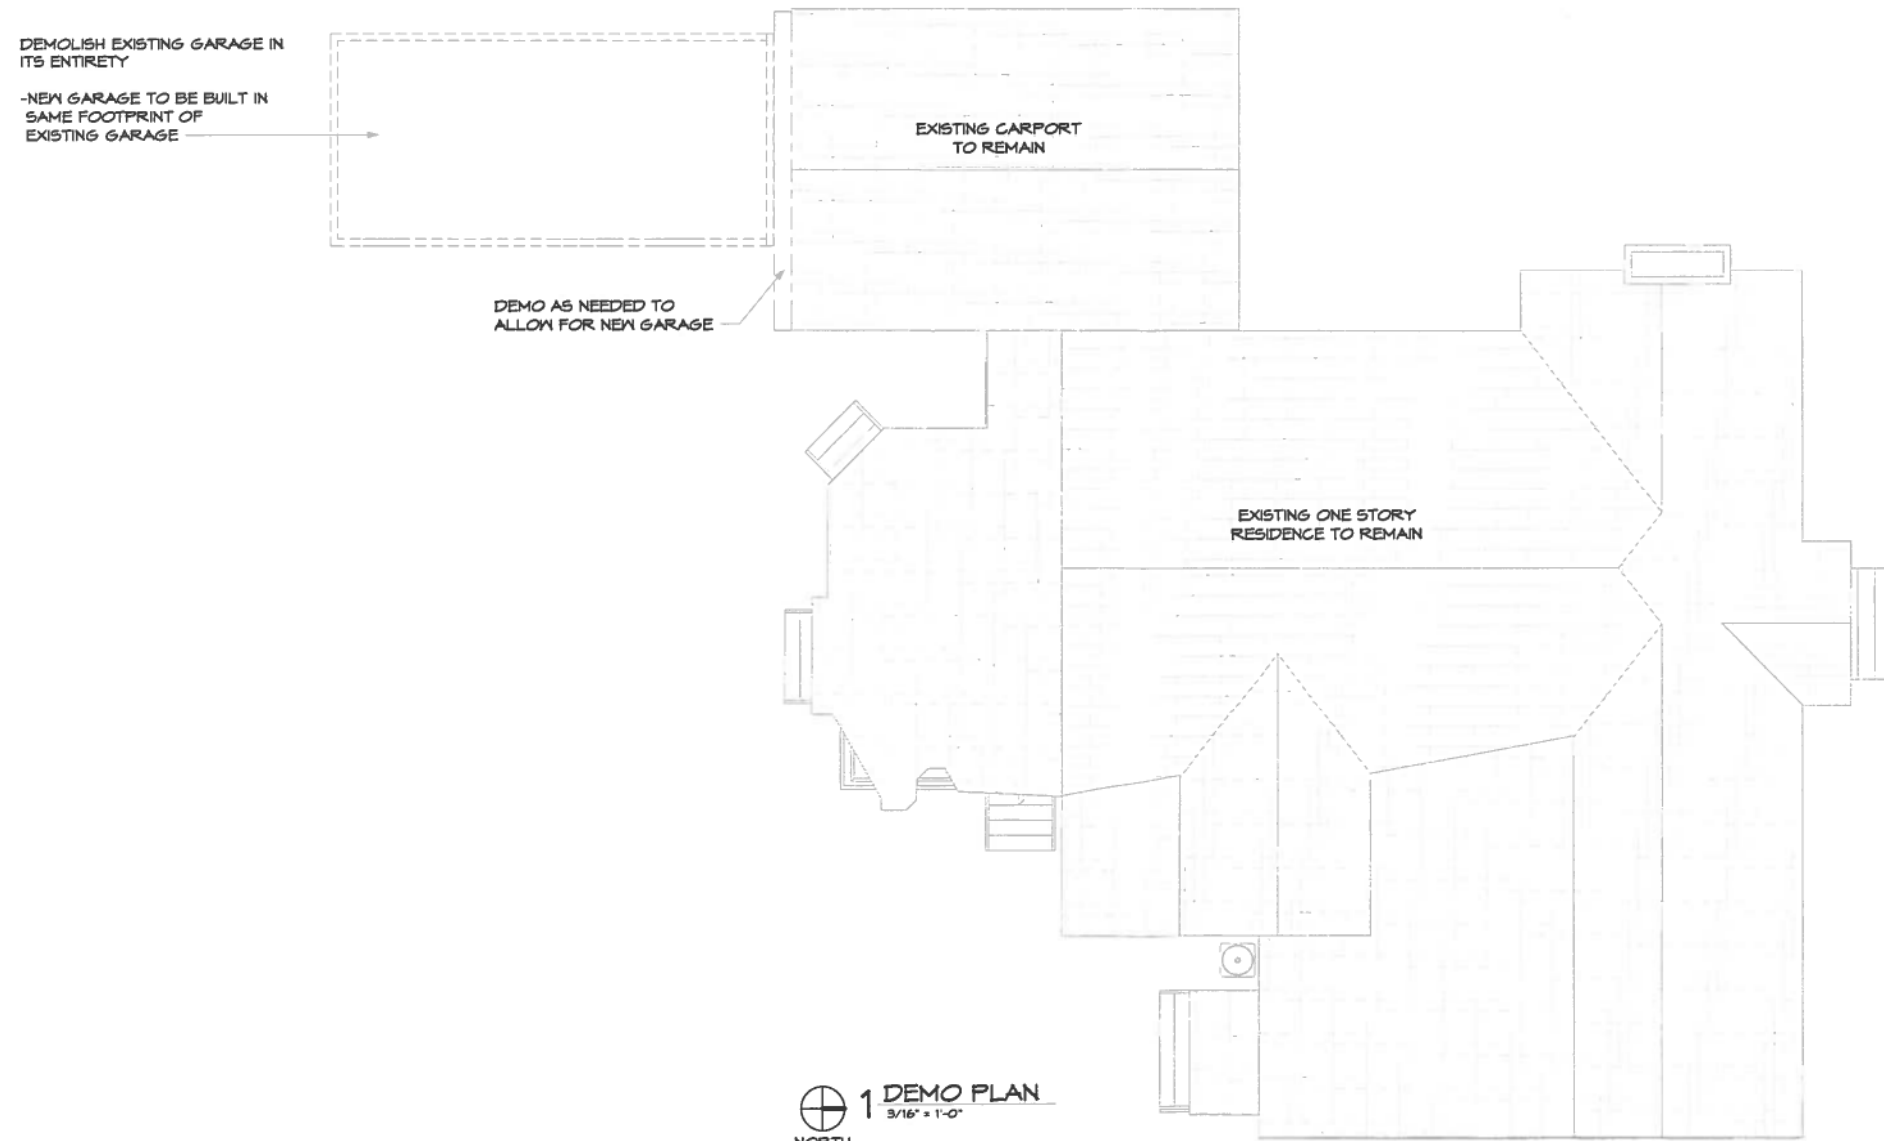 DEMOLISH EXISTING GARAGE IN
ITS ENTIRETY
-NEW GARAGE TO BE BUILT IN
SAME FOOTPRINT OF
EXISTING GARAGE
EXISTING CARPORT
TO REMAIN
DEMO AS NEEDED TO
ALLOW FOR NEW GARAGE
EXISTING ONE STORY
RESIDENCE TO REMAIN
1 DEMO PLAN
3/16" = 1'-0"
NORTH